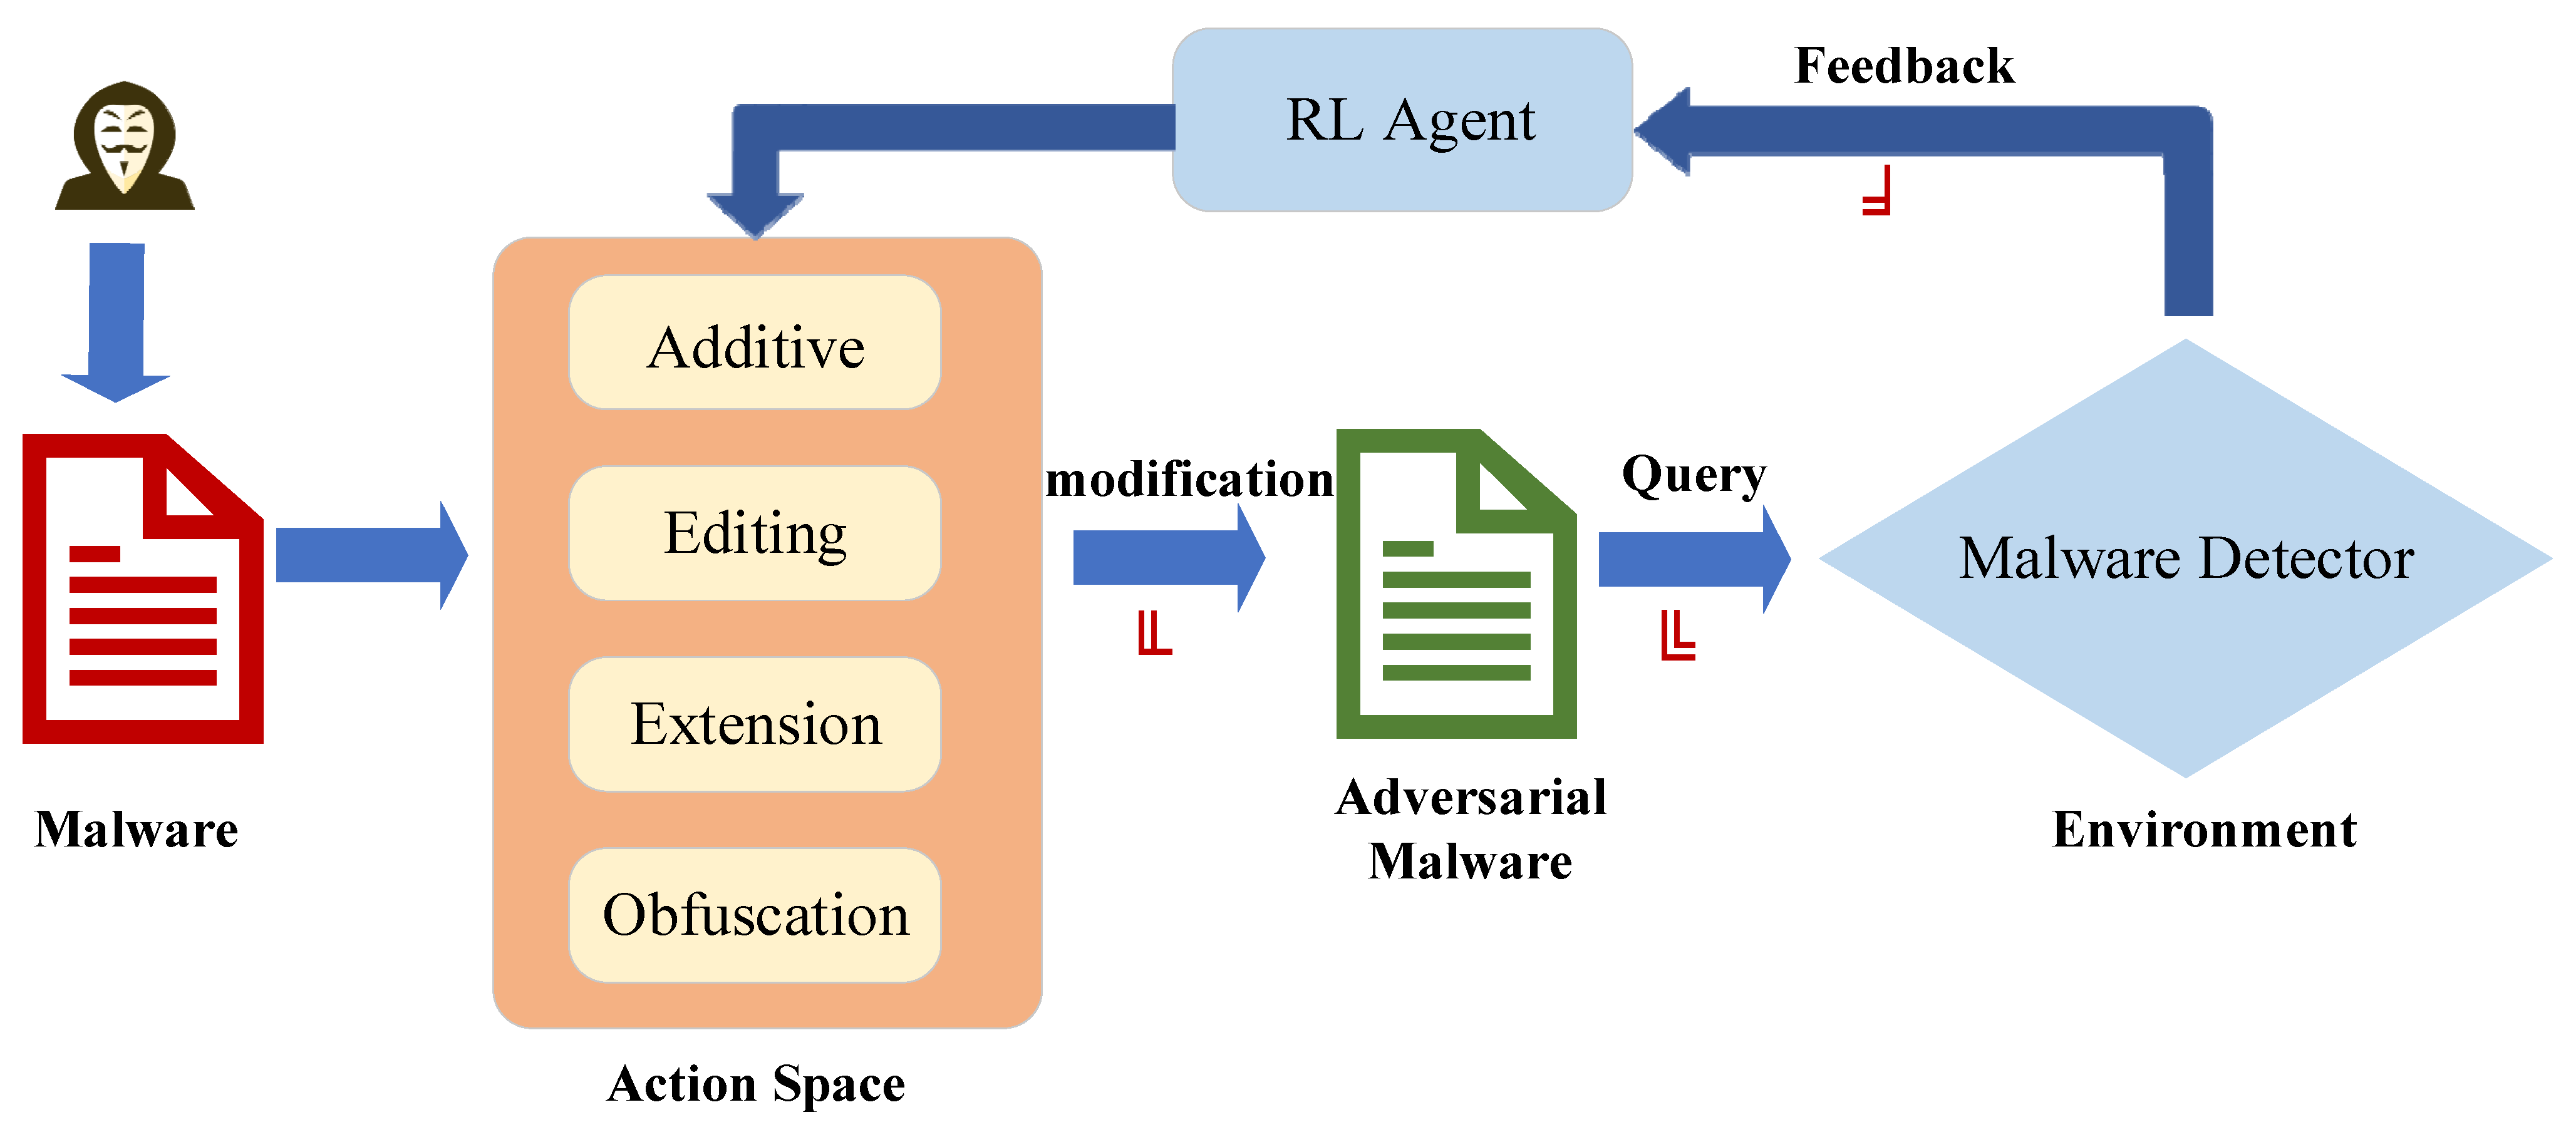 Feedback
RL Agent
╝
Additive
Editing
modification
Query
Malware Detector
╙
╚
Extension
Malware
Adversarial
Malware
Environment
Obfuscation
Action Space